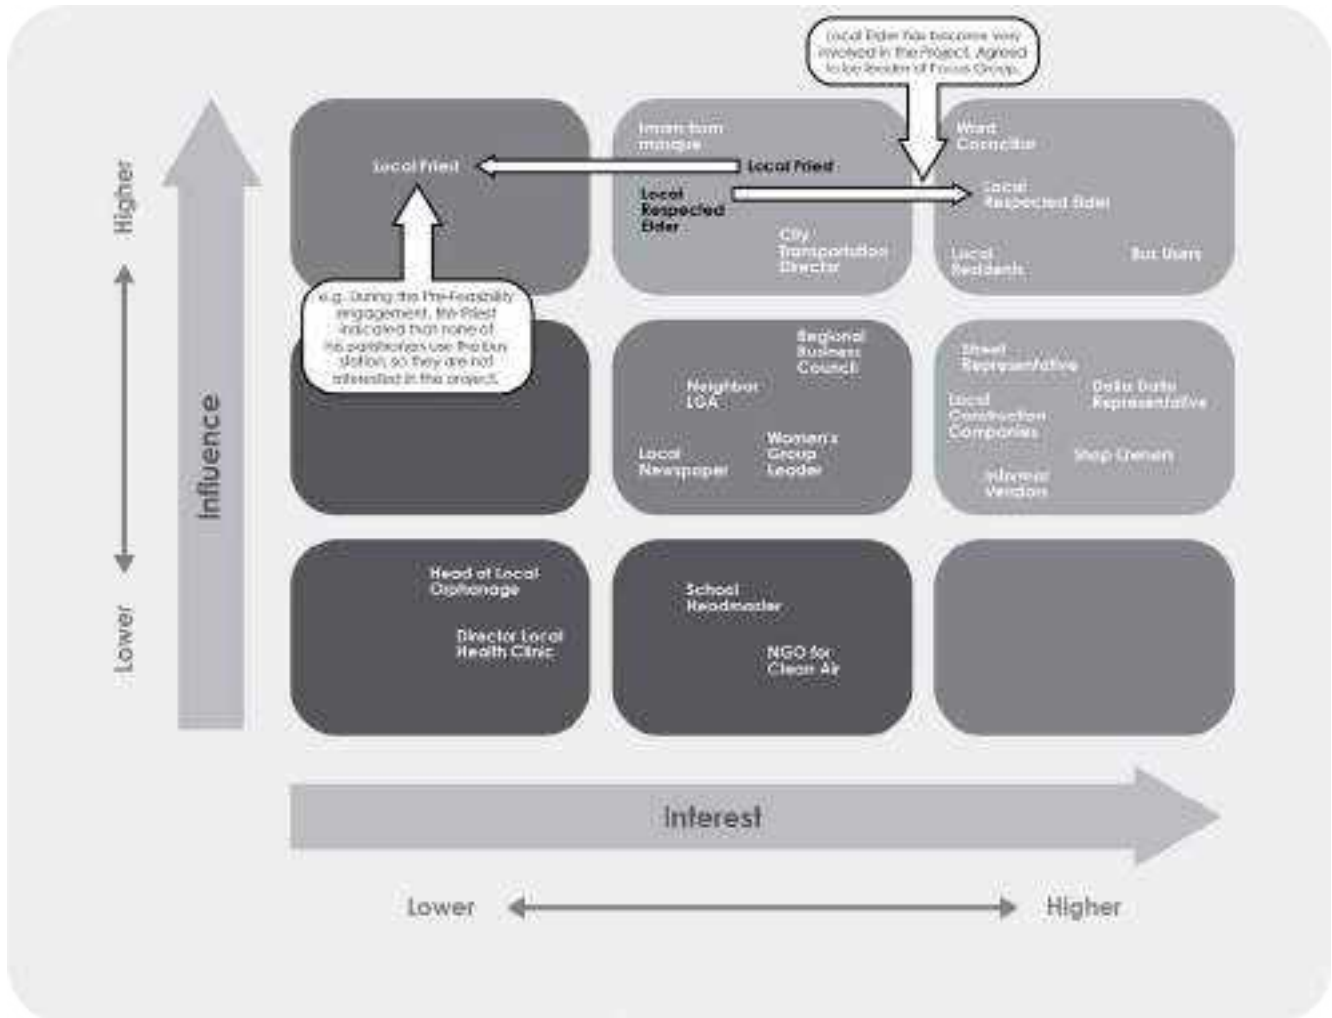 Local Elder has become very
involved in the Project. Agreed
to be leader of Focus Group.
Higher
Influence
Lower
Local Priest
Imam from
mosque
Local Priest
Local
Respected
Elder
City
Transportation
Director
Ward
Councillor
Local
Respected Elder
Local
Residents
Bus Users
e.g. During the Pre-Feasibility
engagement, the Priest
indicated that none of
his parishioners use the bus
station, so they are not
interested in the project.
Regional
Business
Council
Neighbor
LGA
Local
Newspaper
Women's
Group
Leader
Street
Representative
Dalla Dalla
Representative
Local
Construction
Companies
Shop Owners
Informal
Vendors
Head of Local
Orphanage
Director Local
Health Clinic
School
Headmaster
NGO for
Clean Air
Interest
Lower
Higher